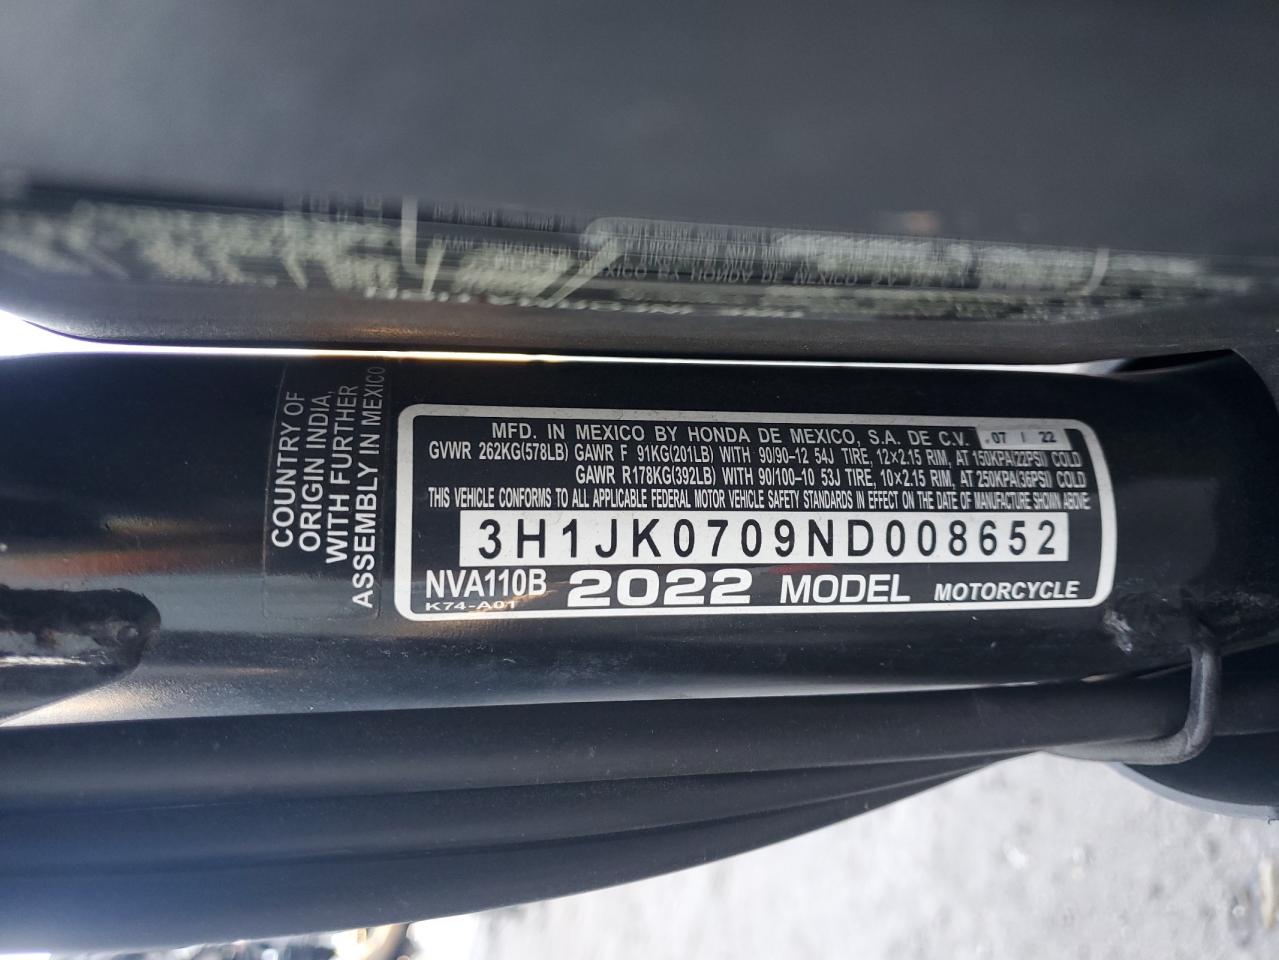 COUNTRY OF
ORIGIN INDIA,
WITH FURTHER
ASSEMBLY IN MEXICO
MFD. IN MEXICO BY HONDA DE MEXICO, S.A. DE C.V. 07 / 22
GVWR 262KG(578LB) GAWR F 91KG(201LB) WITH 90/90-12 54J TIRE, 12×2.15 RIM, AT 150KPA(22PSI) COLD
GAWR R178KG(392LB) WITH 90/100-10 53J TIRE, 10×2.15 RIM, AT 250KPA(36PSI) COLD
THIS VEHICLE CONFORMS TO ALL APPLICABLE FEDERAL MOTOR VEHICLE SAFETY STANDARDS IN EFFECT ON THE DATE OF MANUFACTURE SHOWN ABOVE
3H1JK0709ND008652
NVA110B 2022 MODEL MOTORCYCLE
K74-A01